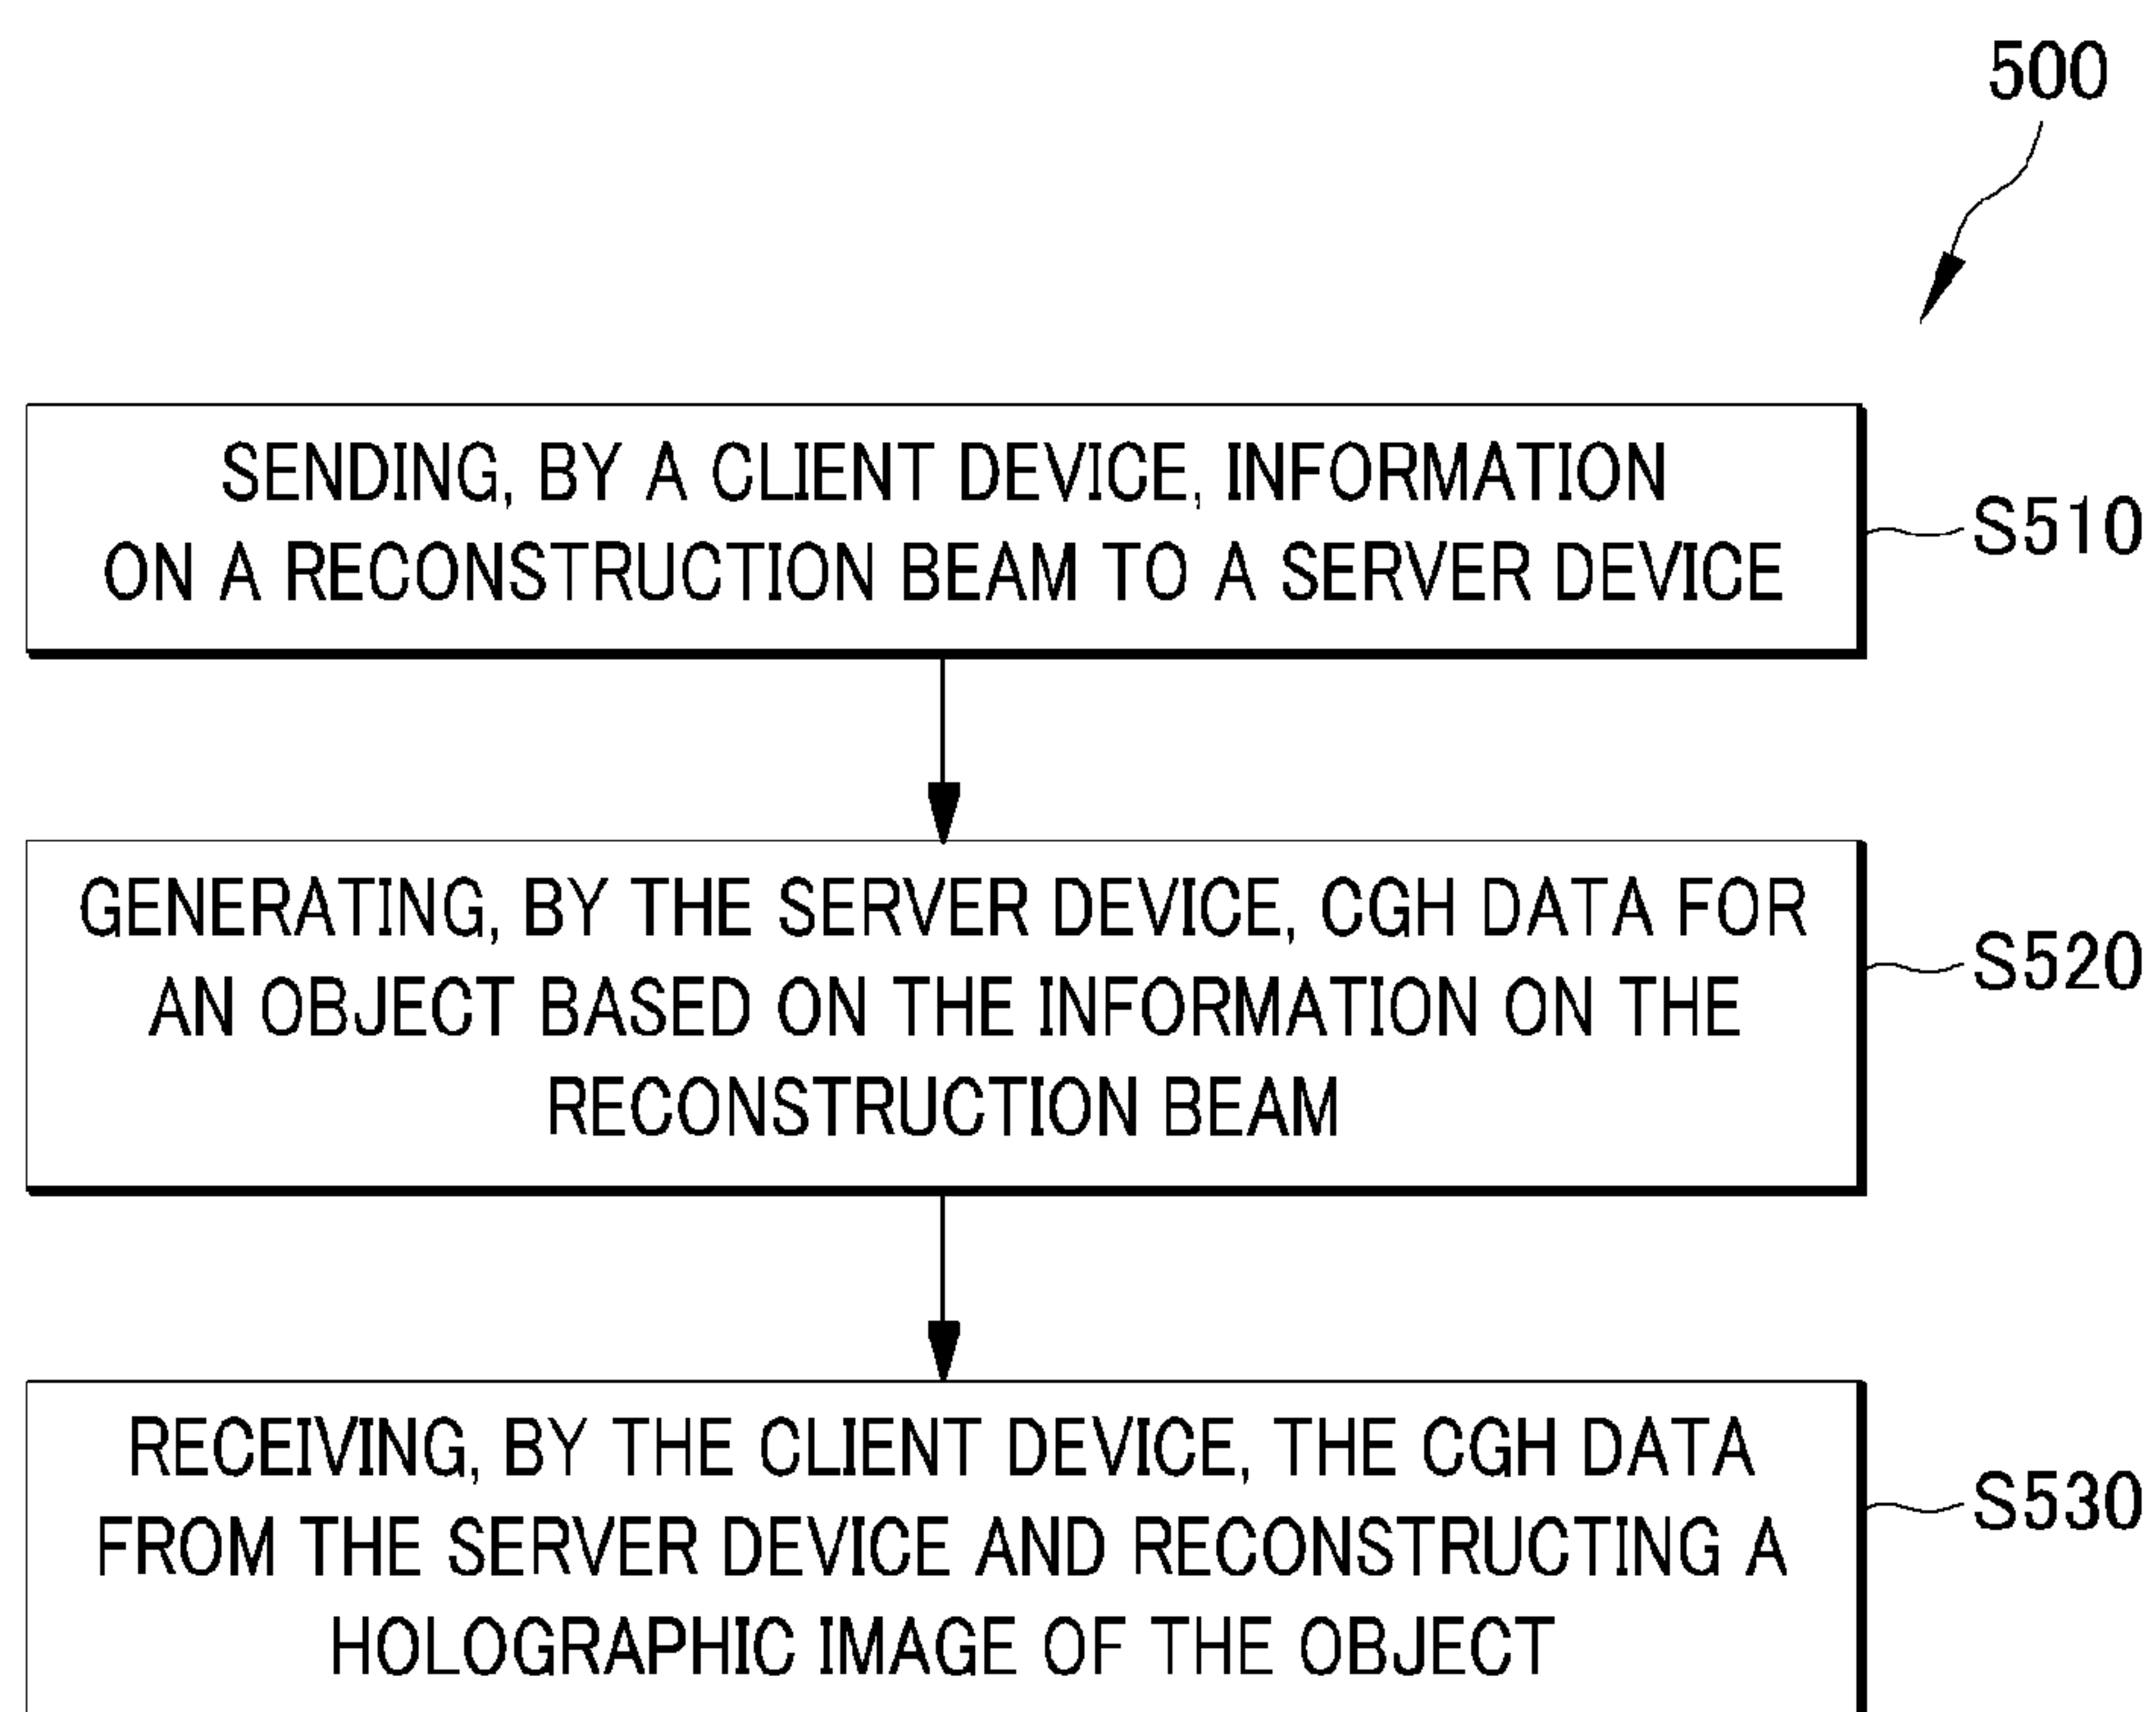 500
SENDING, BY A CLIENT DEVICE, INFORMATION
ON A RECONSTRUCTION BEAM TO A SERVER DEVICE
S510
GENERATING, BY THE SERVER DEVICE, CGH DATA FOR
AN OBJECT BASED ON THE INFORMATION ON THE
RECONSTRUCTION BEAM
S520
RECEIVING, BY THE CLIENT DEVICE, THE CGH DATA
FROM THE SERVER DEVICE AND RECONSTRUCTING A
HOLOGRAPHIC IMAGE OF THE OBJECT
S530